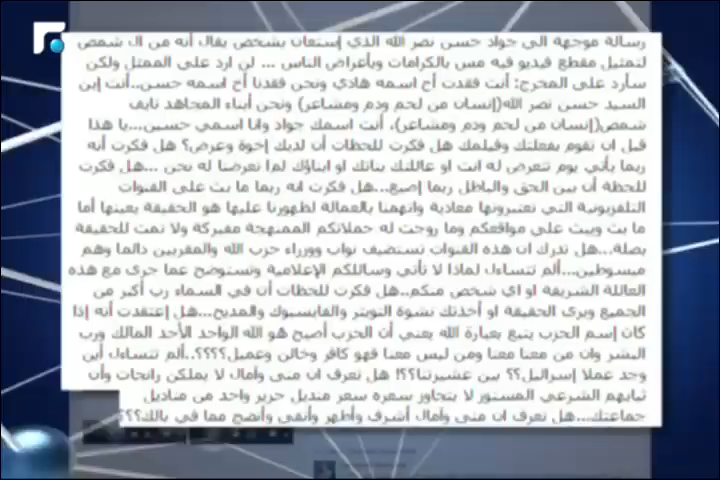 رسالة موجهة الى جواد حسن نصر الله الذي إستعان بشخص يقال أنه من ال شمص
لتمثيل مقطع فيديو فيه مس بالكرامات وبأعراض الناس ... لن ارد على الممثل ولكن
سأرد على المخرج: أنت فقدت أخ اسمه هادي ونحن فقدنا أخ اسمه حسن..أنت إبن
السيد حسن نصر الله(إنسان من لحم ودم ومشاعر) ونحن أبناء المجاهد نايف
شمص(إنسان من لحم ودم ومشاعر)، أنت اسمك جواد وانا اسمي حسين...يا هذا
قبل ان تقوم بفعلتك وفيلمك هل فكرت للحظات أن لديك إخوة وعرض؟ هل فكرت أنه
ربما يأتي يوم تتعرض له انت او عائلتك بناتك او ابناؤك لما تعرضنا له نحن ...هل فكرت
للحظة أن بين الحق والباطل ربما إصبع...هل فكرت انه ربما ما بث على القنوات
التلفزيونية التي تعتبرونها معادية واتهمنا بالعمالة لظهورنا عليها هو الحقيقة بعينها أما
ما بث ويبث على مواقعكم وما روجت له حملاتكم الممنهجة مفبركة ولا تمت للحقيقة
بصلة...هل تدرك ان هذه القنوات تستضيف نواب ووزراء حزب الله والمقربين دائما وهم
مبسوطين...ألم تتساءل لماذا لا تأتي وسائلكم الإعلامية وتستوضح عما جرى مع هذه
العائلة الشريفة او اي شخص منكم..هل فكرت للحظات أن في السماء رب أكبر من
الجميع ويرى الحقيقة او أخذتك نشوة التويتر والفايسبوك والمديح...هل إعتقدت أنه إذا
كان إسم الحزب يتبع بعبارة الله يعني أن الحزب أصبح هو الله الواحد الأحد المالك ورب
البشر وان من معنا معنا ومن ليس معنا فهو كافر وخائن وعميل؟؟؟؟..ألم تتساءل أين
وجد عملا إسرائيل؟؟ بين عشيرتنا؟؟! هل تعرف ان منى وآمال لا يملكن رانجات وأن
ثيابهم الشرعي المستور لا يتجاوز سعره سعر منديل حرير واحد من مناديل
جماعتك...هل تعرف ان منى وآمال أشرف وأطهر وأنقى وأنضج مما في بالك؟؟؟